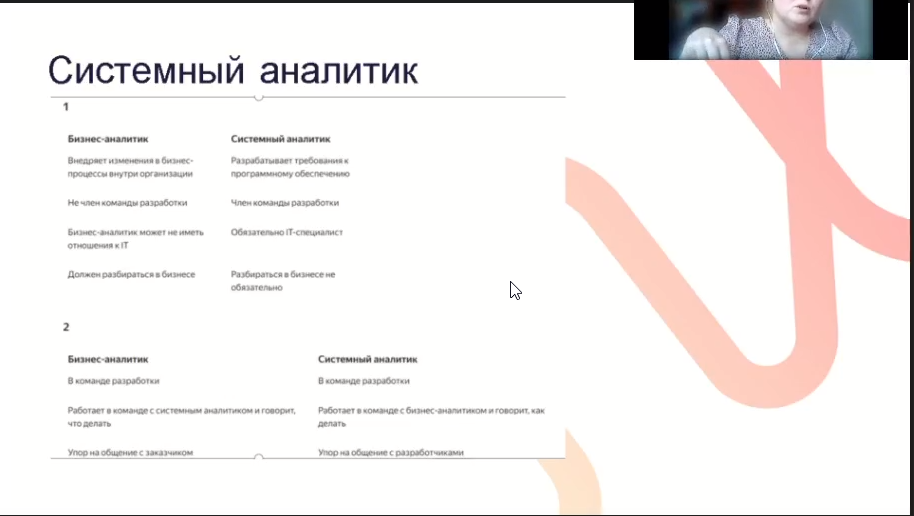 Системный аналитик
1
Бизнес-аналитик Системный аналитик
Внедряет изменения в бизнес- Разрабатывает требования к
процессы внутри организации программному обеспечению
Не член команды разработки Член команды разработки
Бизнес-аналитик может не иметь Обязательно IT-специалист
отношения к IT
Должен разбираться в бизнесе Разбираться в бизнесе не
обязательно
2
Бизнес-аналитик Системный аналитик
В команде разработки В команде разработки
Работает в команде с системным аналитиком и говорит, Работает в команде с бизнес-аналитиком и говорит, как
что делать делать
Упор на общение с заказчиком Упор на общение с разработчиками